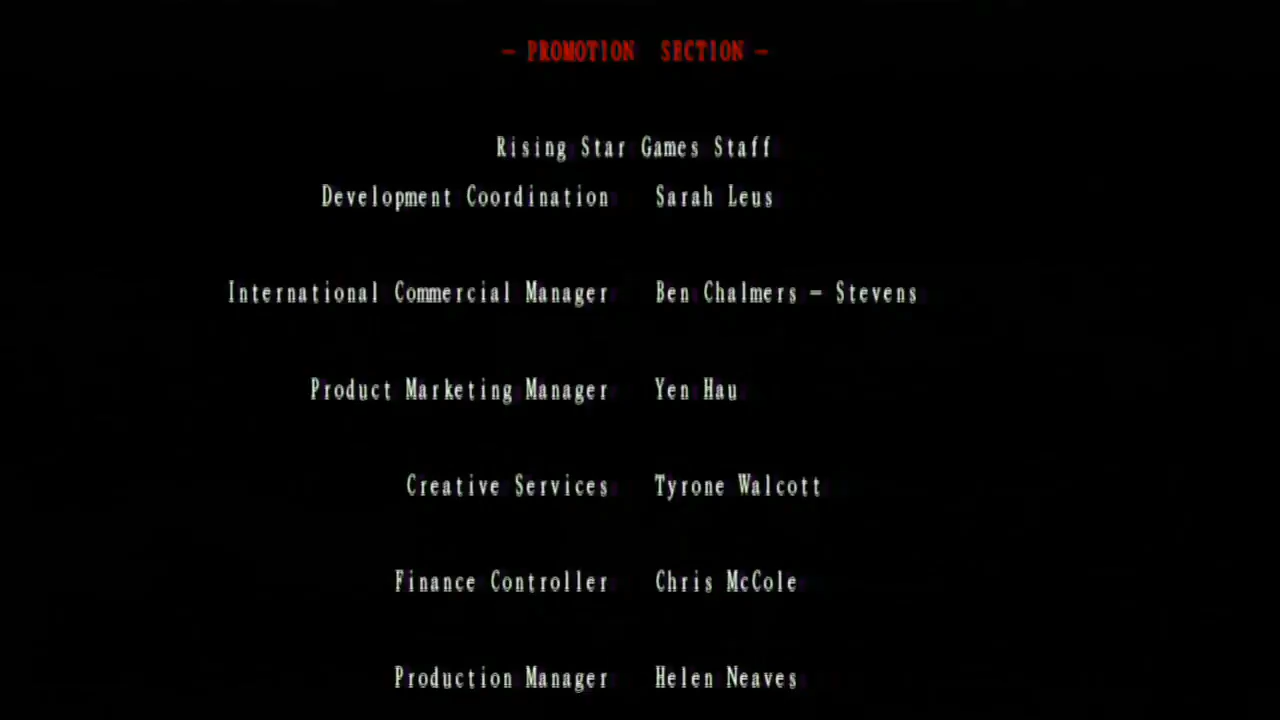 - PROMOTION SECTION -
Rising Star Games Staff
Development Coordination Sarah Leus
International Commercial Manager Ben Chalmers - Stevens
Product Marketing Manager Yen Hau
Creative Services Tyrone Walcott
Finance Controller Chris McCole
Production Manager Helen Neaves